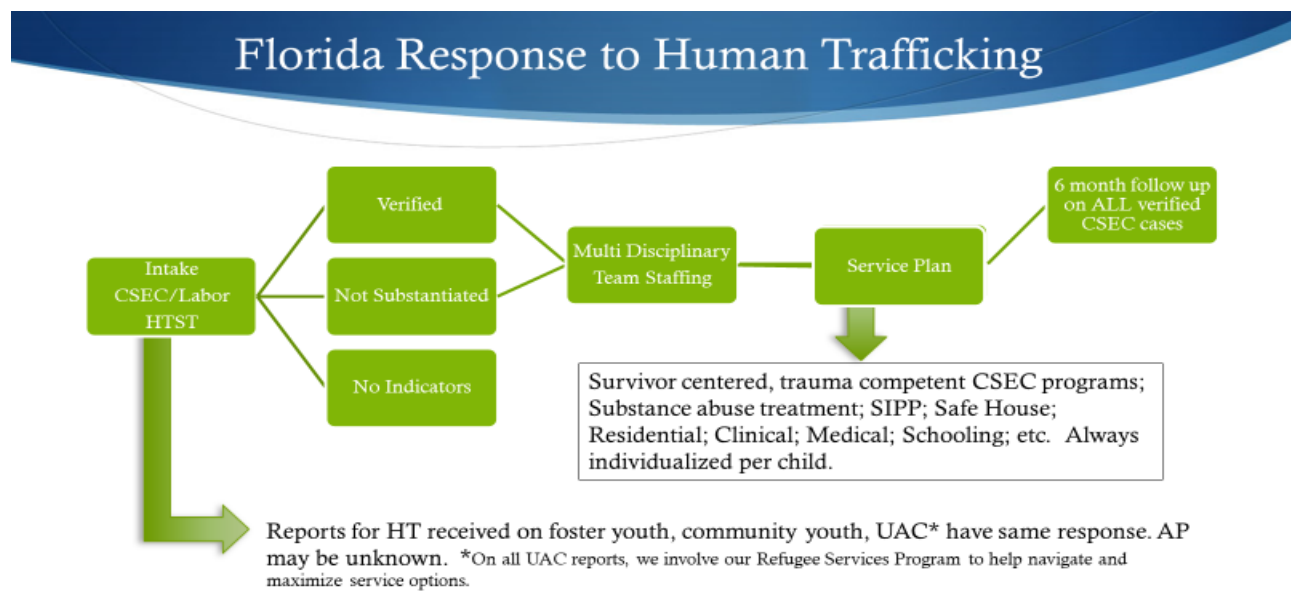 Florida Response to Human Trafficking
Intake
CSEC/Labor
HTST
Verified
Not Substantiated
No Indicators
Multi Disciplinary
Team Staffing
Service Plan
6 month follow up
on ALL verified
CSEC cases
Survivor centered, trauma competent CSEC programs;
Substance abuse treatment; SIPP; Safe House;
Residential; Clinical; Medical; Schooling; etc.  Always
individualized per child.
Reports for HT received on foster youth, community youth, UAC* have same response. AP
may be unknown.  *On all UAC reports, we involve our Refugee Services Program to help navigate and
maximize service options.